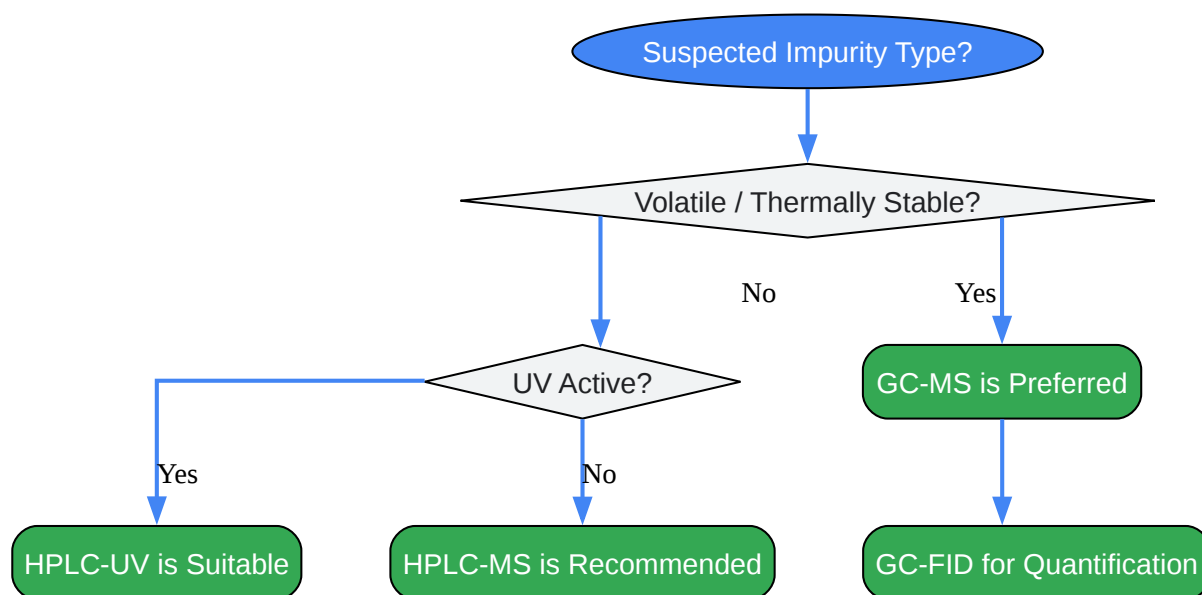 Suspected Impurity Type?
Volatile / Thermally Stable?
No
Yes
UV Active?
GC-MS is Preferred
Yes
No
HPLC-UV is Suitable
HPLC-MS is Recommended
GC-FID for Quantification